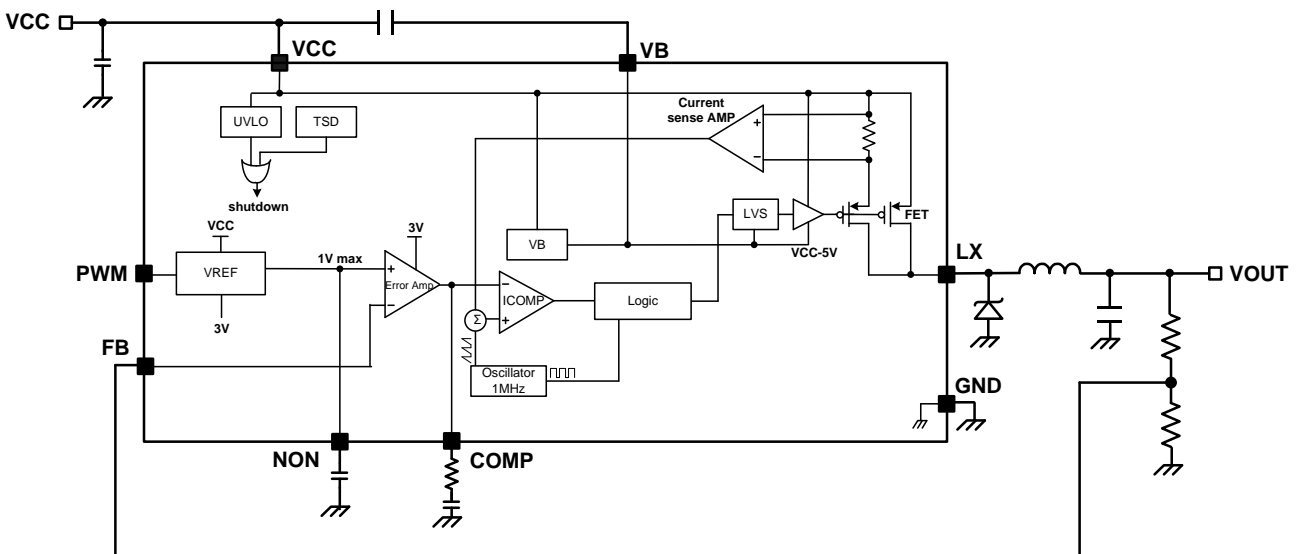 VCC
VCC
VB
UVLO
TSD
Current
sense AMP
+
−
shutdown
VCC
3V
LVS
FET
VB
VCC-5V
LX
PWM
VREF
1V max
+
Error Amp
−
−
ICOMP
+
Logic
VOUT
3V
Σ
FB
Oscillator
1MHz
GND
NON
COMP